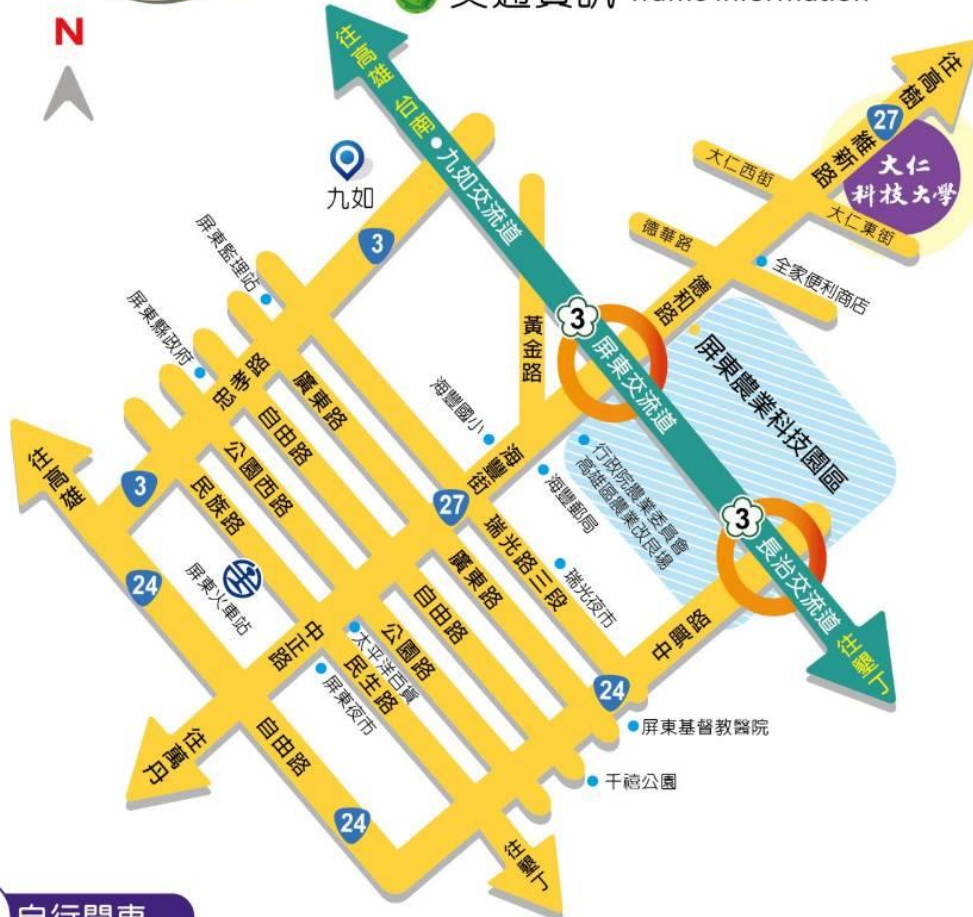 交通資訊 Traffic Information
N
往高雄
台南
九如交流道
往高樹
27
維新路
大仁
科技大學
大仁西街
大仁東街
德華路
全家便利商店
德和路
九如
3
屏東監理站
屏東縣政府
忠孝路
黃金路
3
屏東交流道
屏東農業科技園區
廣東路
自由路
公園西路
民族路
海豐國小
海豐街
海豐郵局
行政院農業委員會
高雄區農業改良場
往高雄
3
27
瑞光路三段
瑞光夜市
3
長治交流道
往墾丁
24
屏東火車站
廣東路
自由路
公園路
太平洋百貨
民生路
中正路
屏東夜市
中興路
24
屏東基督教醫院
千禧公園
往萬丹
自由路
24
往墾丁
自行開車